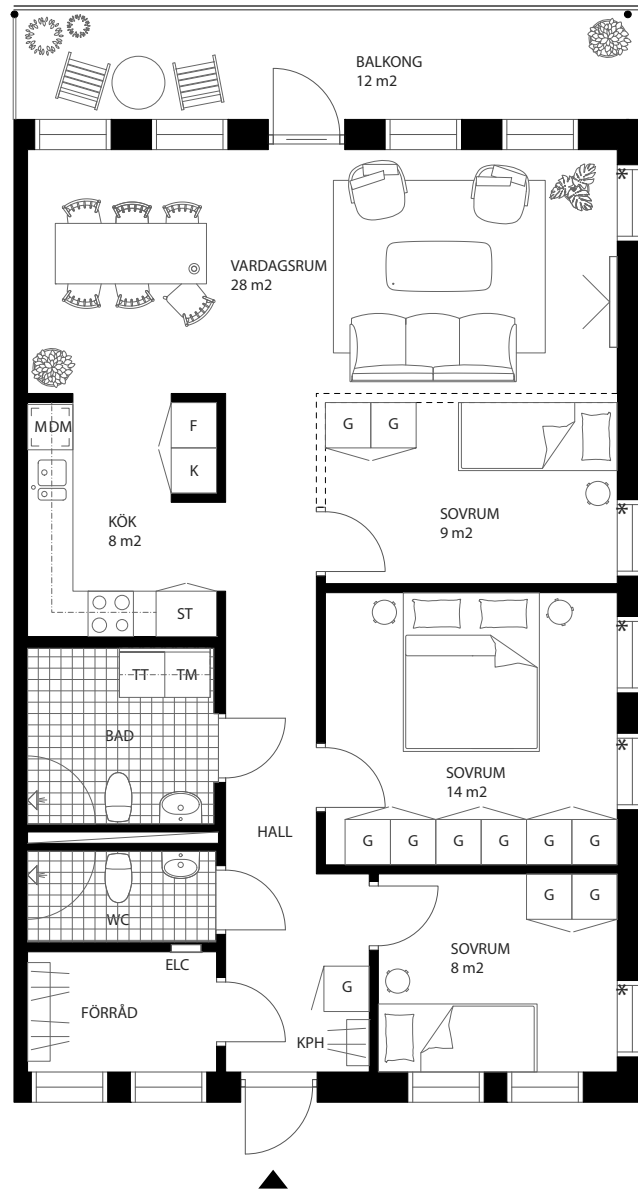 BALKONG
12 m2
VARDAGSRUM
28 m2
MDM
F
K
G G
KÖK
8 m2
SOVRUM
9 m2
ST
TT TM
BAD
SOVRUM
14 m2
HALL
G G G G G G
WC
G G
SOVRUM
8 m2
ELC
G
FÖRRÅD
KPH